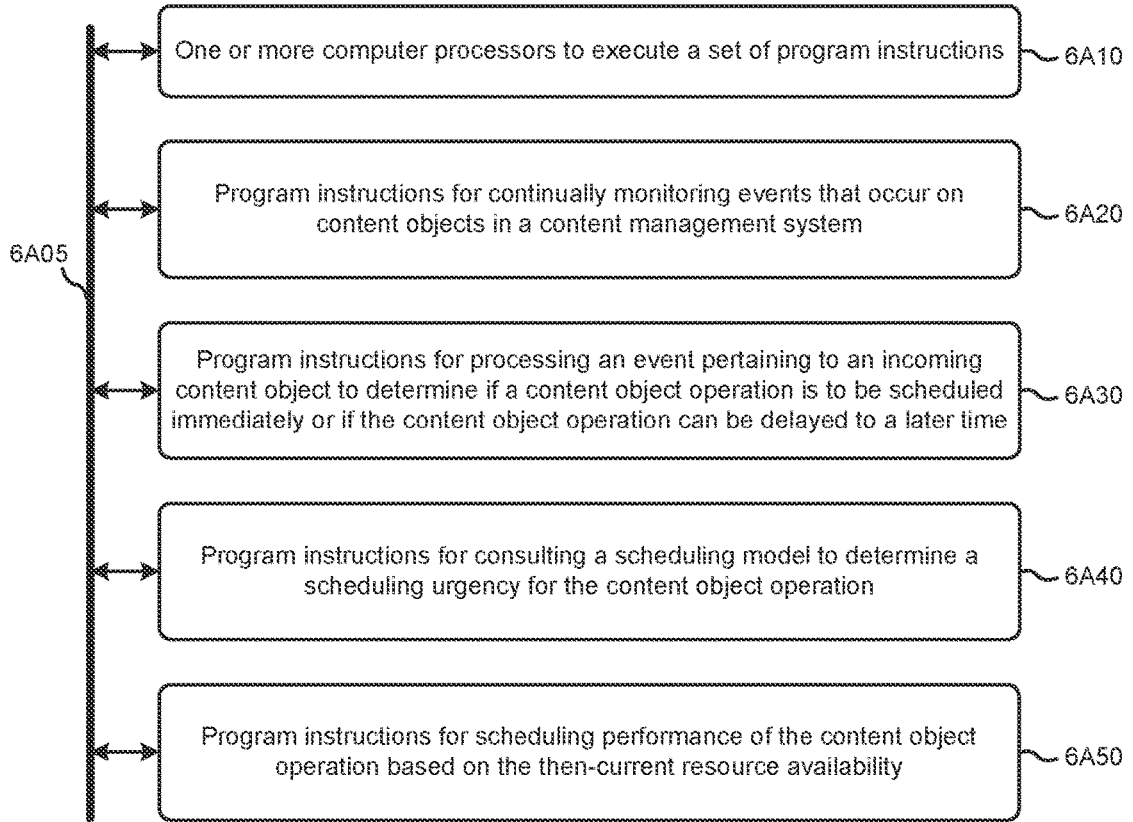 One or more computer processors to execute a set of program instructions
6A10
Program instructions for continually monitoring events that occur on
content objects in a content management system
6A20
6A05
Program instructions for processing an event pertaining to an incoming
content object to determine if a content object operation is to be scheduled
immediately or if the content object operation can be delayed to a later time
6A30
Program instructions for consulting a scheduling model to determine a
scheduling urgency for the content object operation
6A40
Program instructions for scheduling performance of the content object
operation based on the then-current resource availability
6A50